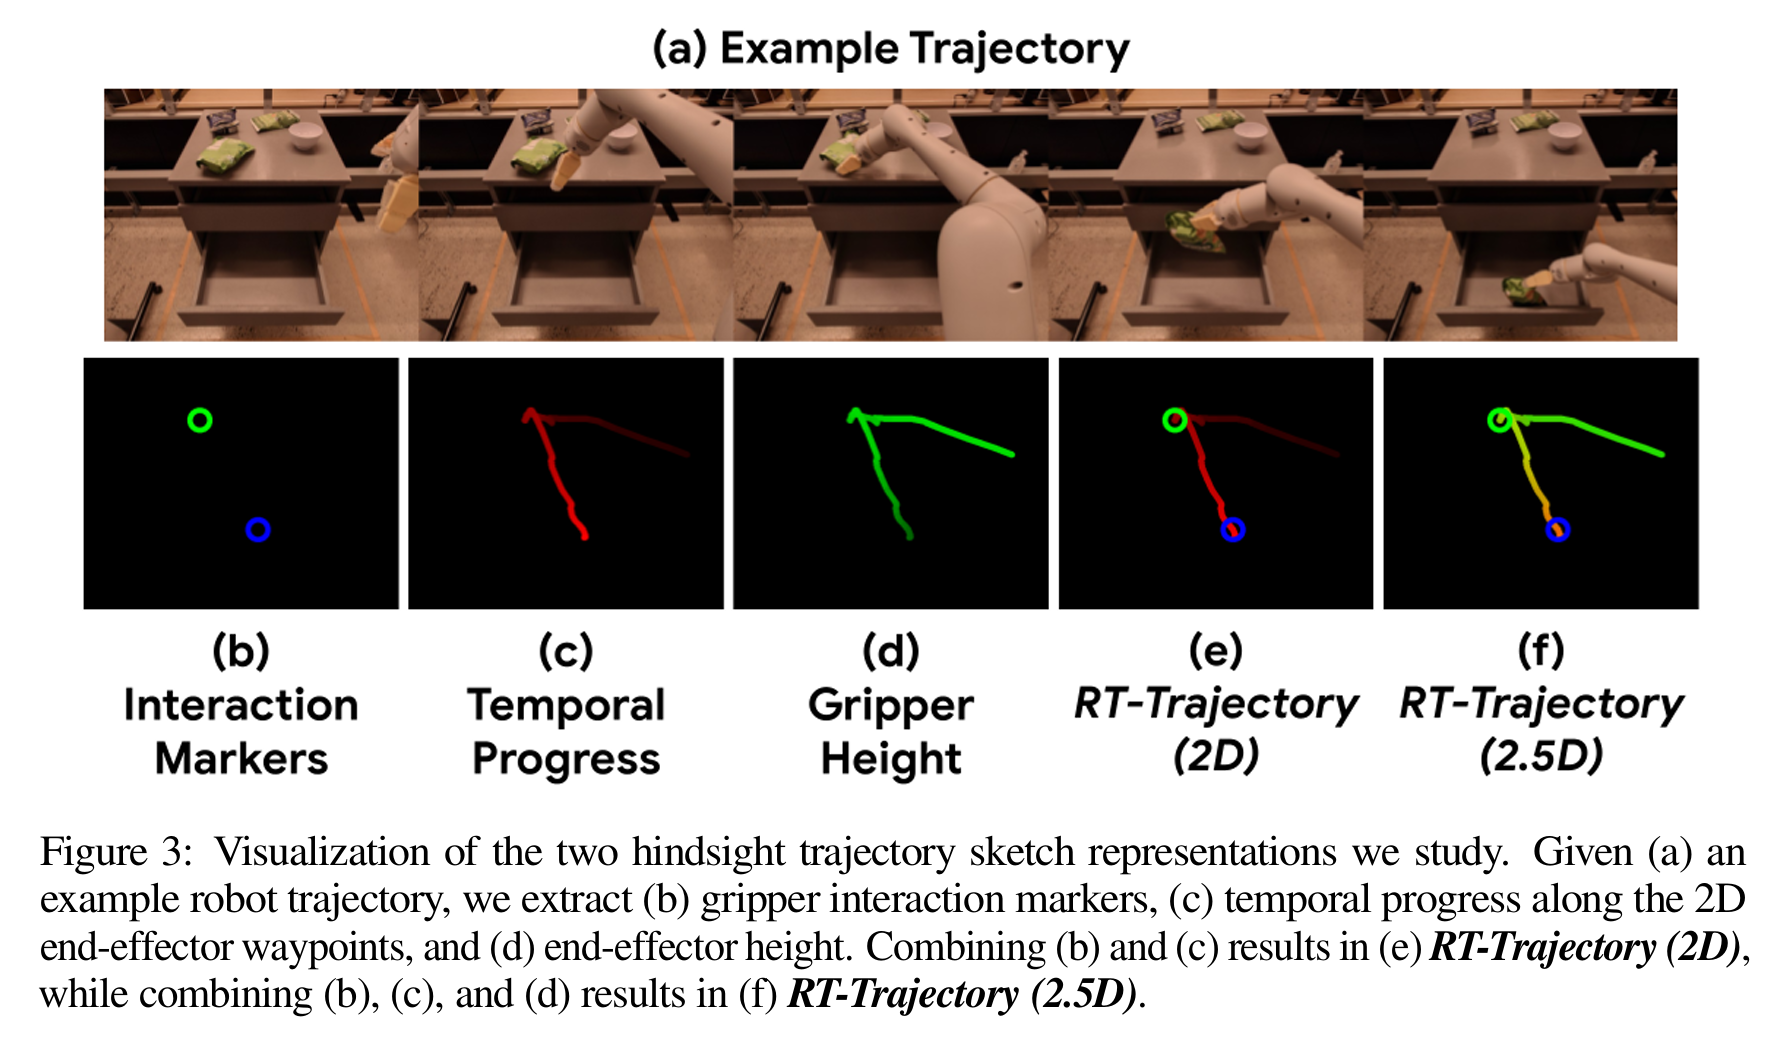 (a) Example Trajectory
(b)
Interaction
Markers
(c)
Temporal
Progress
(d)
Gripper
Height
(e)
RT-Trajectory
(2D)
(f)
RT-Trajectory
(2.5D)
Figure 3: Visualization of the two hindsight trajectory sketch representations we study. Given (a) an
example robot trajectory, we extract (b) gripper interaction markers, (c) temporal progress along the 2D
end-effector waypoints, and (d) end-effector height. Combining (b) and (c) results in (e) RT-Trajectory (2D),
while combining (b), (c), and (d) results in (f) RT-Trajectory (2.5D).